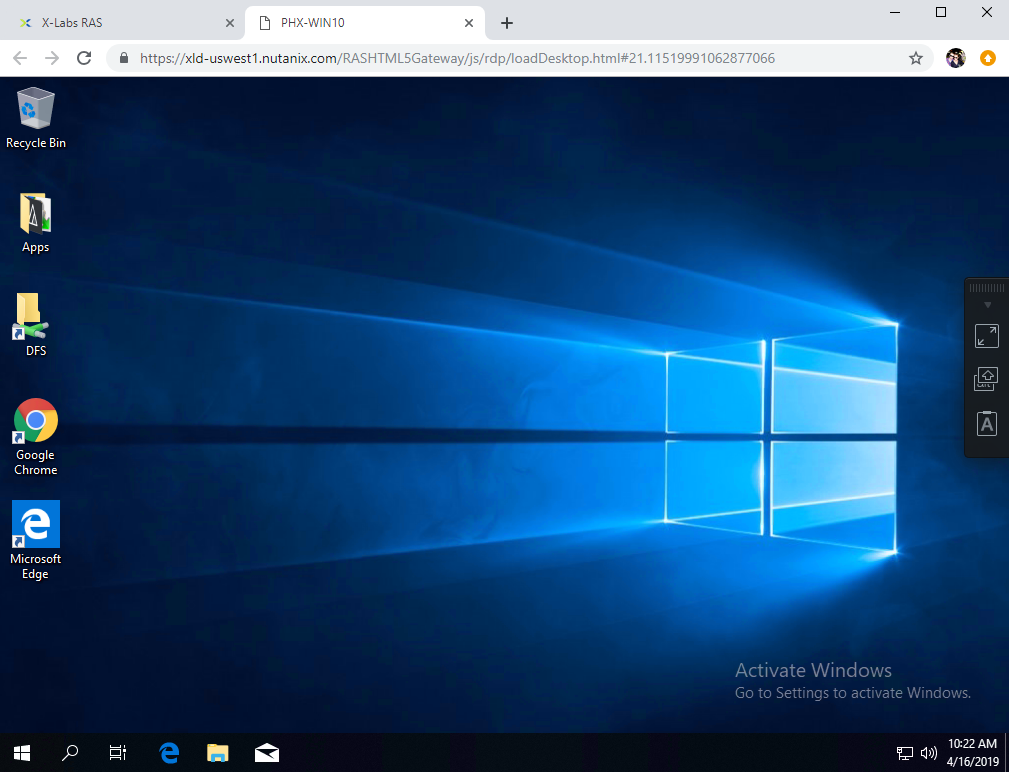 X-Labs RAS
PHX-WIN10
https://xld-uswest1.nutanix.com/RASHTML5Gateway/js/rdp/loadDesktop.html#21.11519991062877066
Recycle Bin
Apps
DFS
Google
Chrome
Microsoft
Edge
A
Activate Windows
Go to Settings to activate Windows.
10:22 AM
4/16/2019